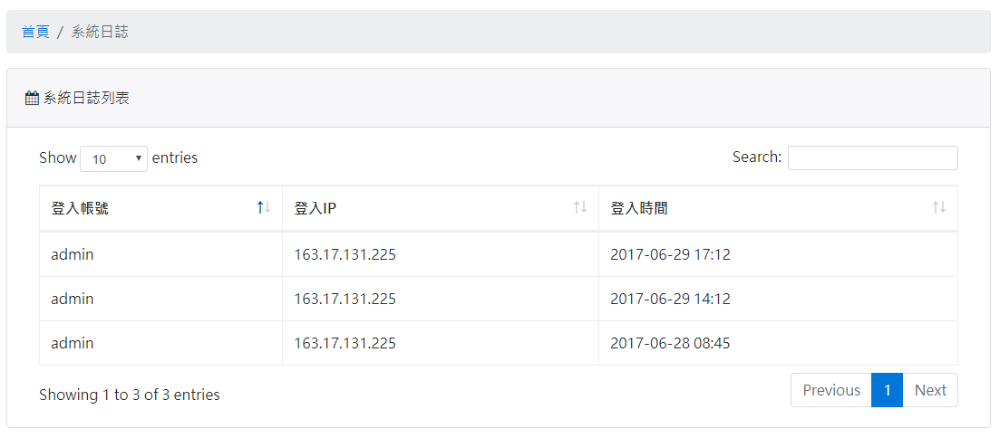 首頁 / 系統日誌
系統日誌列表
Show 10 entries Search:
登入帳號 登入IP 登入時間
admin 163.17.131.225 2017-06-29 17:12
admin 163.17.131.225 2017-06-29 14:12
admin 163.17.131.225 2017-06-28 08:45
Showing 1 to 3 of 3 entries Previous 1 Next